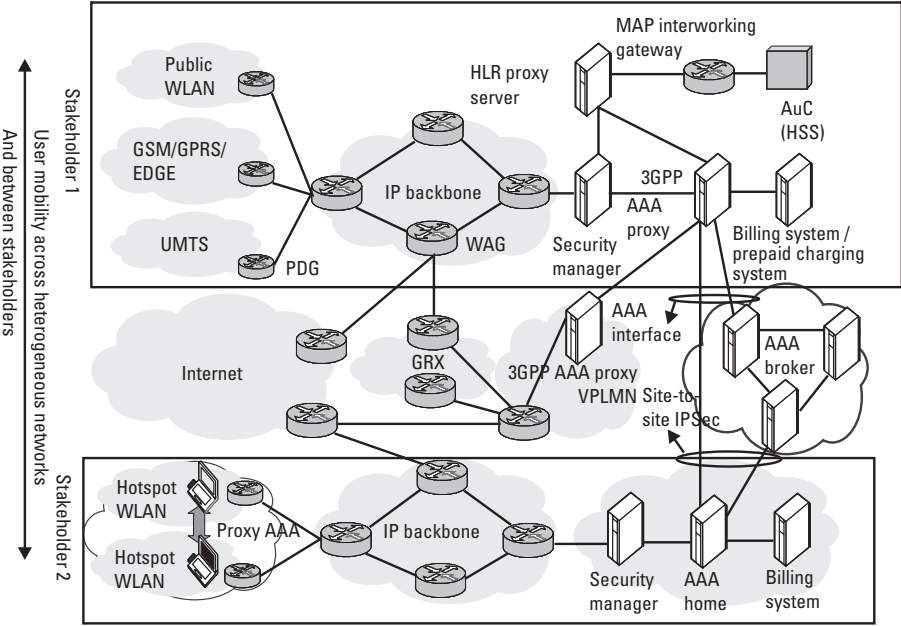 User mobility across heterogeneous networks
And between stakeholders
Stakeholder 1
Public
WLAN
GSM/GPRS/
EDGE
UMTS
PDG
IP backbone
WAG
HLR proxy
server
MAP interworking
gateway
AuC
(HSS)
3GPP
AAA
proxy
Security
manager
Billing system /
prepaid charging
system
Internet
GRX
3GPP AAA proxy
VPLMN
AAA
interface
AAA
broker
Site-to-
site IPSec
Stakeholder 2
Hotspot
WLAN
Hotspot
WLAN
Proxy AAA
IP backbone
Security
manager
AAA
home
Billing
system